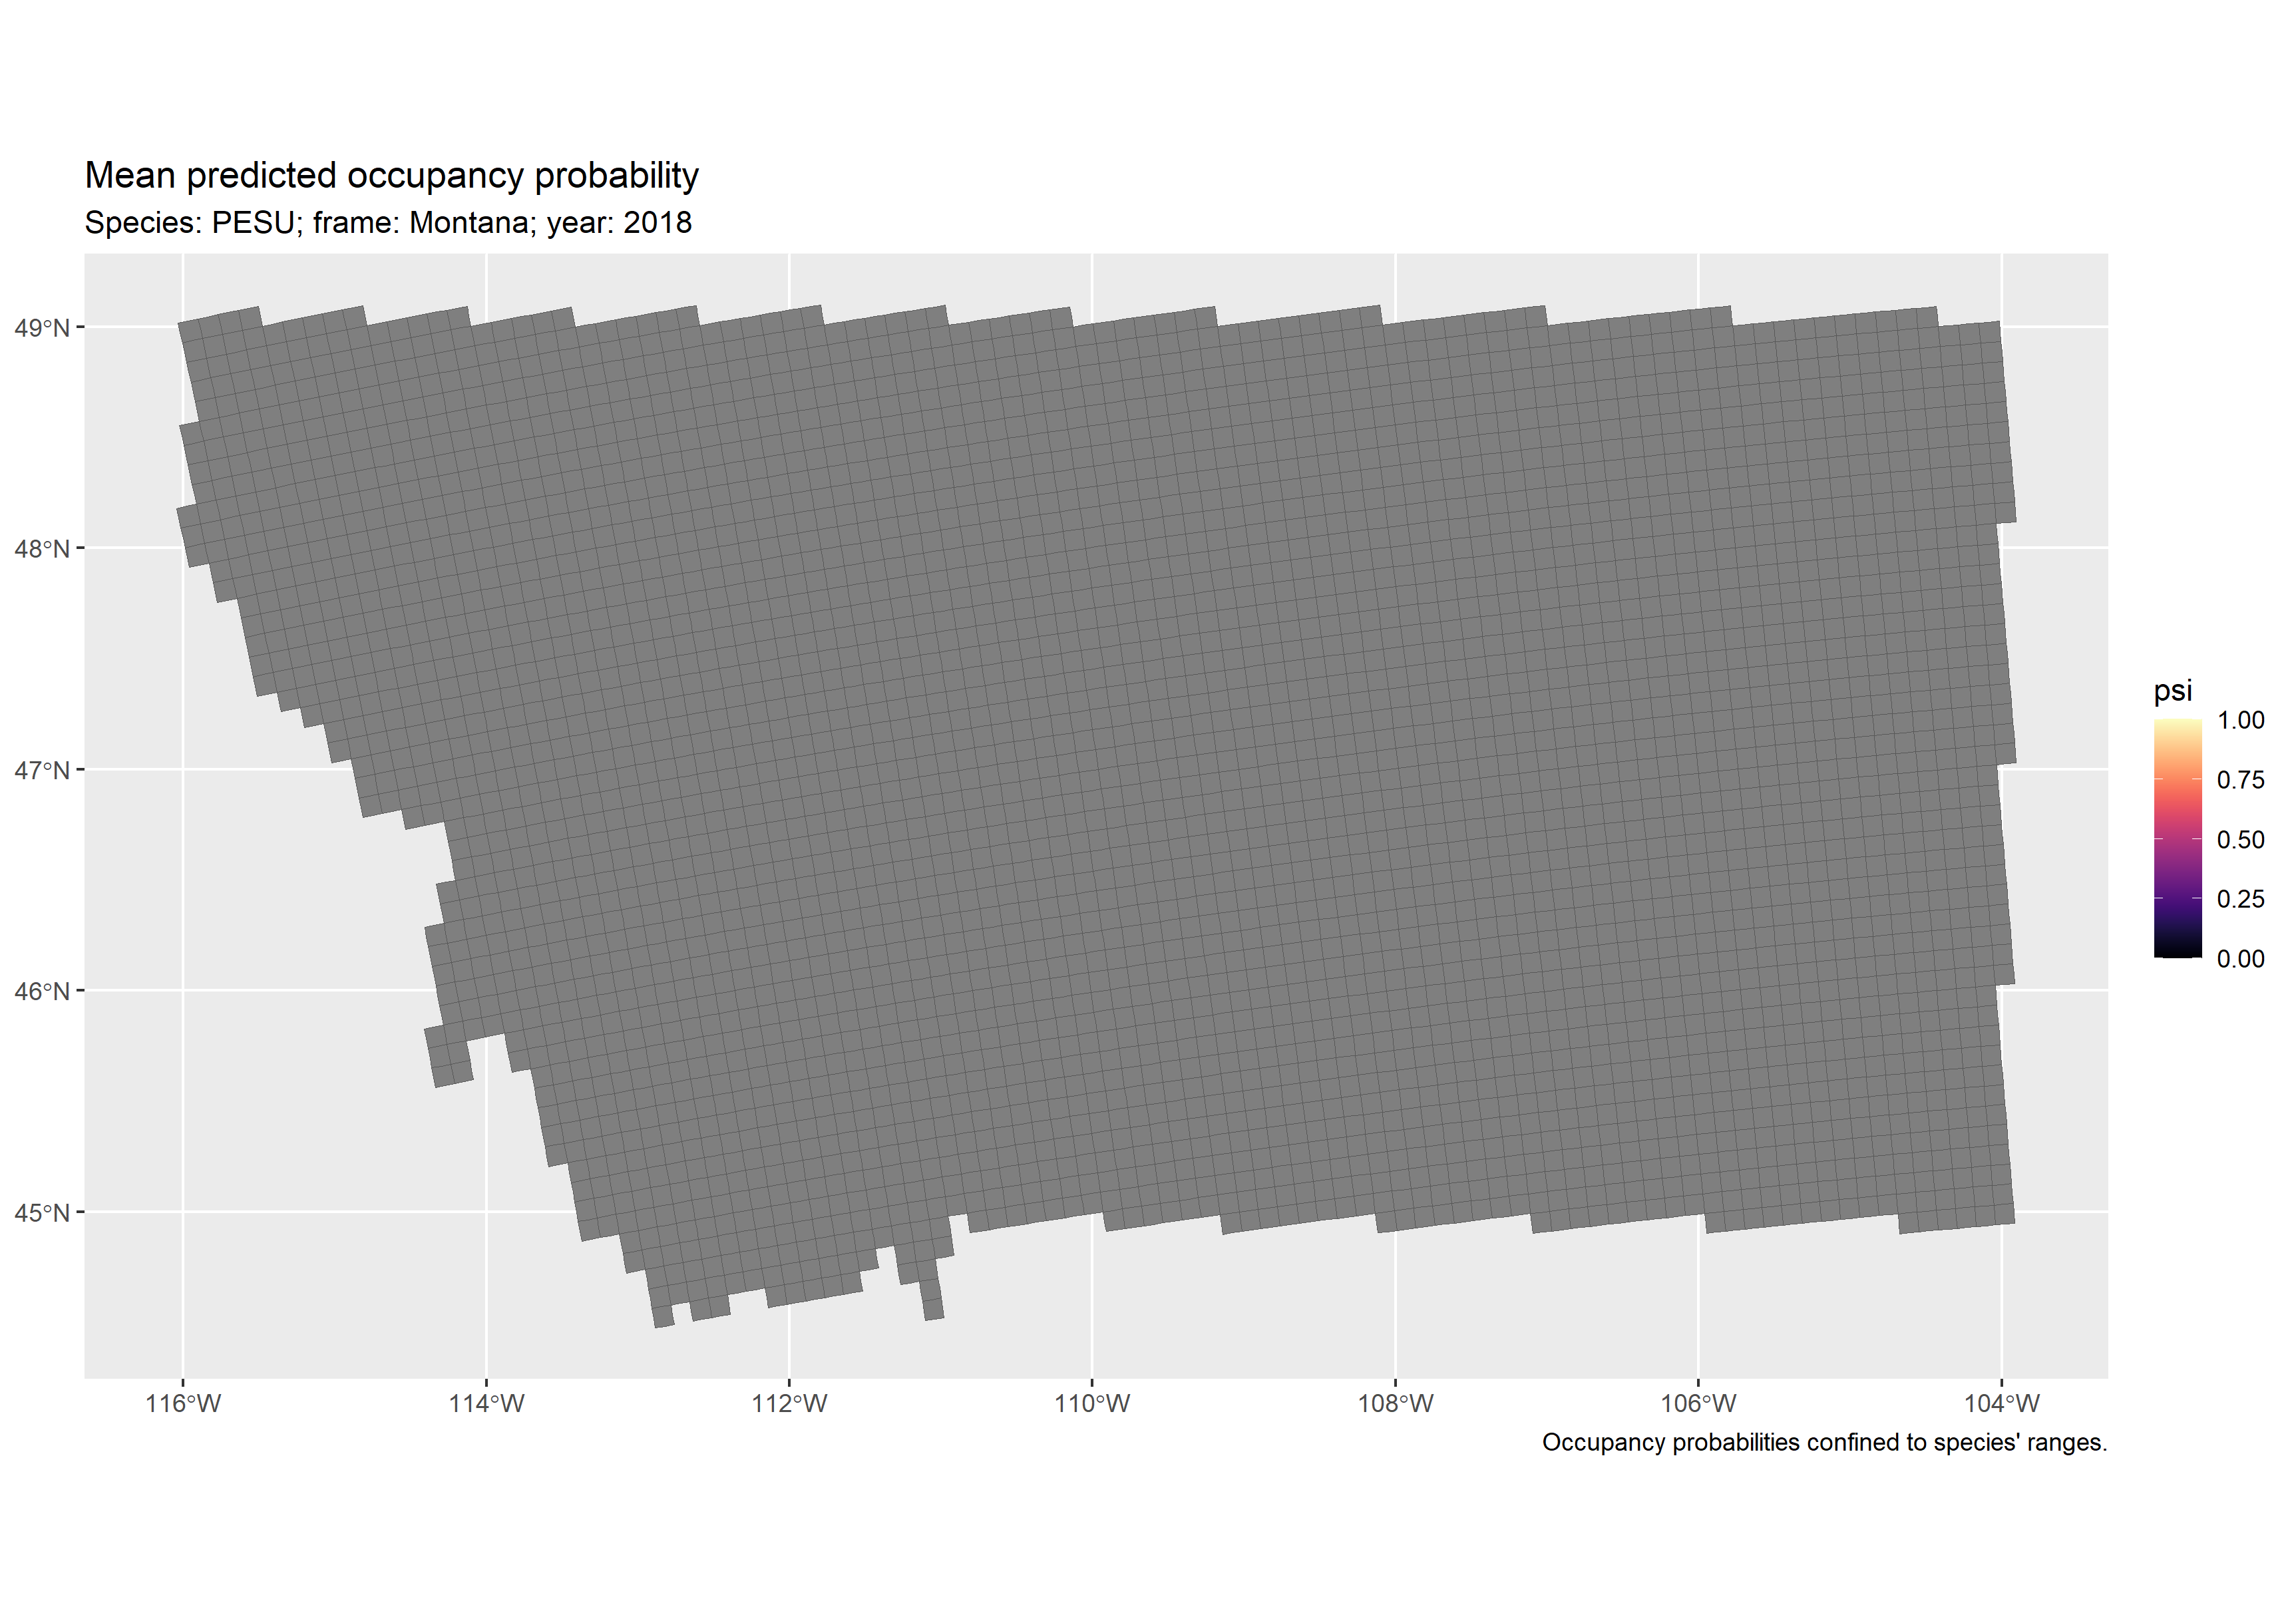 Mean predicted occupancy probability
Species: PESU; frame: Montana; year: 2018
49°N
48°N
47°N
46°N
45°N
116°W
114°W
112°W
110°W
108°W
106°W
104°W
psi
1.00
0.75
0.50
0.25
0.00
Occupancy probabilities confined to species' ranges.